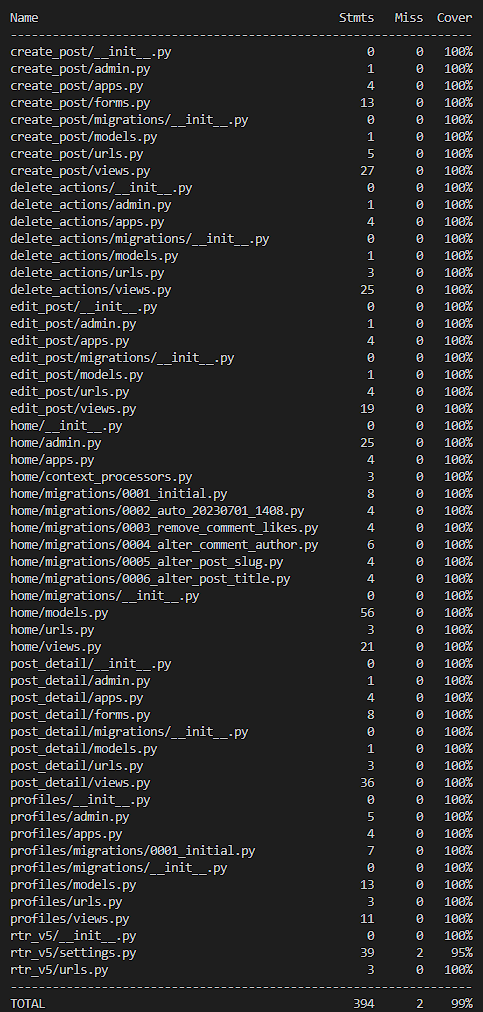 Name Stmts Miss Cover
------------------------------------------------------------------
create_post/__init__.py 0 0 100%
create_post/admin.py 1 0 100%
create_post/apps.py 4 0 100%
create_post/forms.py 13 0 100%
create_post/migrations/__init__.py 0 0 100%
create_post/models.py 1 0 100%
create_post/urls.py 5 0 100%
create_post/views.py 27 0 100%
delete_actions/__init__.py 0 0 100%
delete_actions/admin.py 1 0 100%
delete_actions/apps.py 4 0 100%
delete_actions/migrations/__init__.py 0 0 100%
delete_actions/models.py 1 0 100%
delete_actions/urls.py 3 0 100%
delete_actions/views.py 25 0 100%
edit_post/__init__.py 0 0 100%
edit_post/admin.py 1 0 100%
edit_post/apps.py 4 0 100%
edit_post/migrations/__init__.py 0 0 100%
edit_post/models.py 1 0 100%
edit_post/urls.py 4 0 100%
edit_post/views.py 19 0 100%
home/__init__.py 0 0 100%
home/admin.py 25 0 100%
home/apps.py 4 0 100%
home/context_processors.py 3 0 100%
home/migrations/0001_initial.py 8 0 100%
home/migrations/0002_auto_20230701_1408.py 4 0 100%
home/migrations/0003_remove_comment_likes.py 4 0 100%
home/migrations/0004_alter_comment_author.py 6 0 100%
home/migrations/0005_alter_post_slug.py 4 0 100%
home/migrations/0006_alter_post_title.py 4 0 100%
home/migrations/__init__.py 0 0 100%
home/models.py 56 0 100%
home/urls.py 3 0 100%
home/views.py 21 0 100%
post_detail/__init__.py 0 0 100%
post_detail/admin.py 1 0 100%
post_detail/apps.py 4 0 100%
post_detail/forms.py 8 0 100%
post_detail/migrations/__init__.py 0 0 100%
post_detail/models.py 1 0 100%
post_detail/urls.py 3 0 100%
post_detail/views.py 36 0 100%
profiles/__init__.py 0 0 100%
profiles/admin.py 5 0 100%
profiles/apps.py 4 0 100%
profiles/migrations/0001_initial.py 7 0 100%
profiles/migrations/__init__.py 0 0 100%
profiles/models.py 13 0 100%
profiles/urls.py 3 0 100%
profiles/views.py 11 0 100%
rtr_v5/__init__.py 0 0 100%
rtr_v5/settings.py 39 2 95%
rtr_v5/urls.py 3 0 100%
------------------------------------------------------------------
TOTAL 394 2 99%